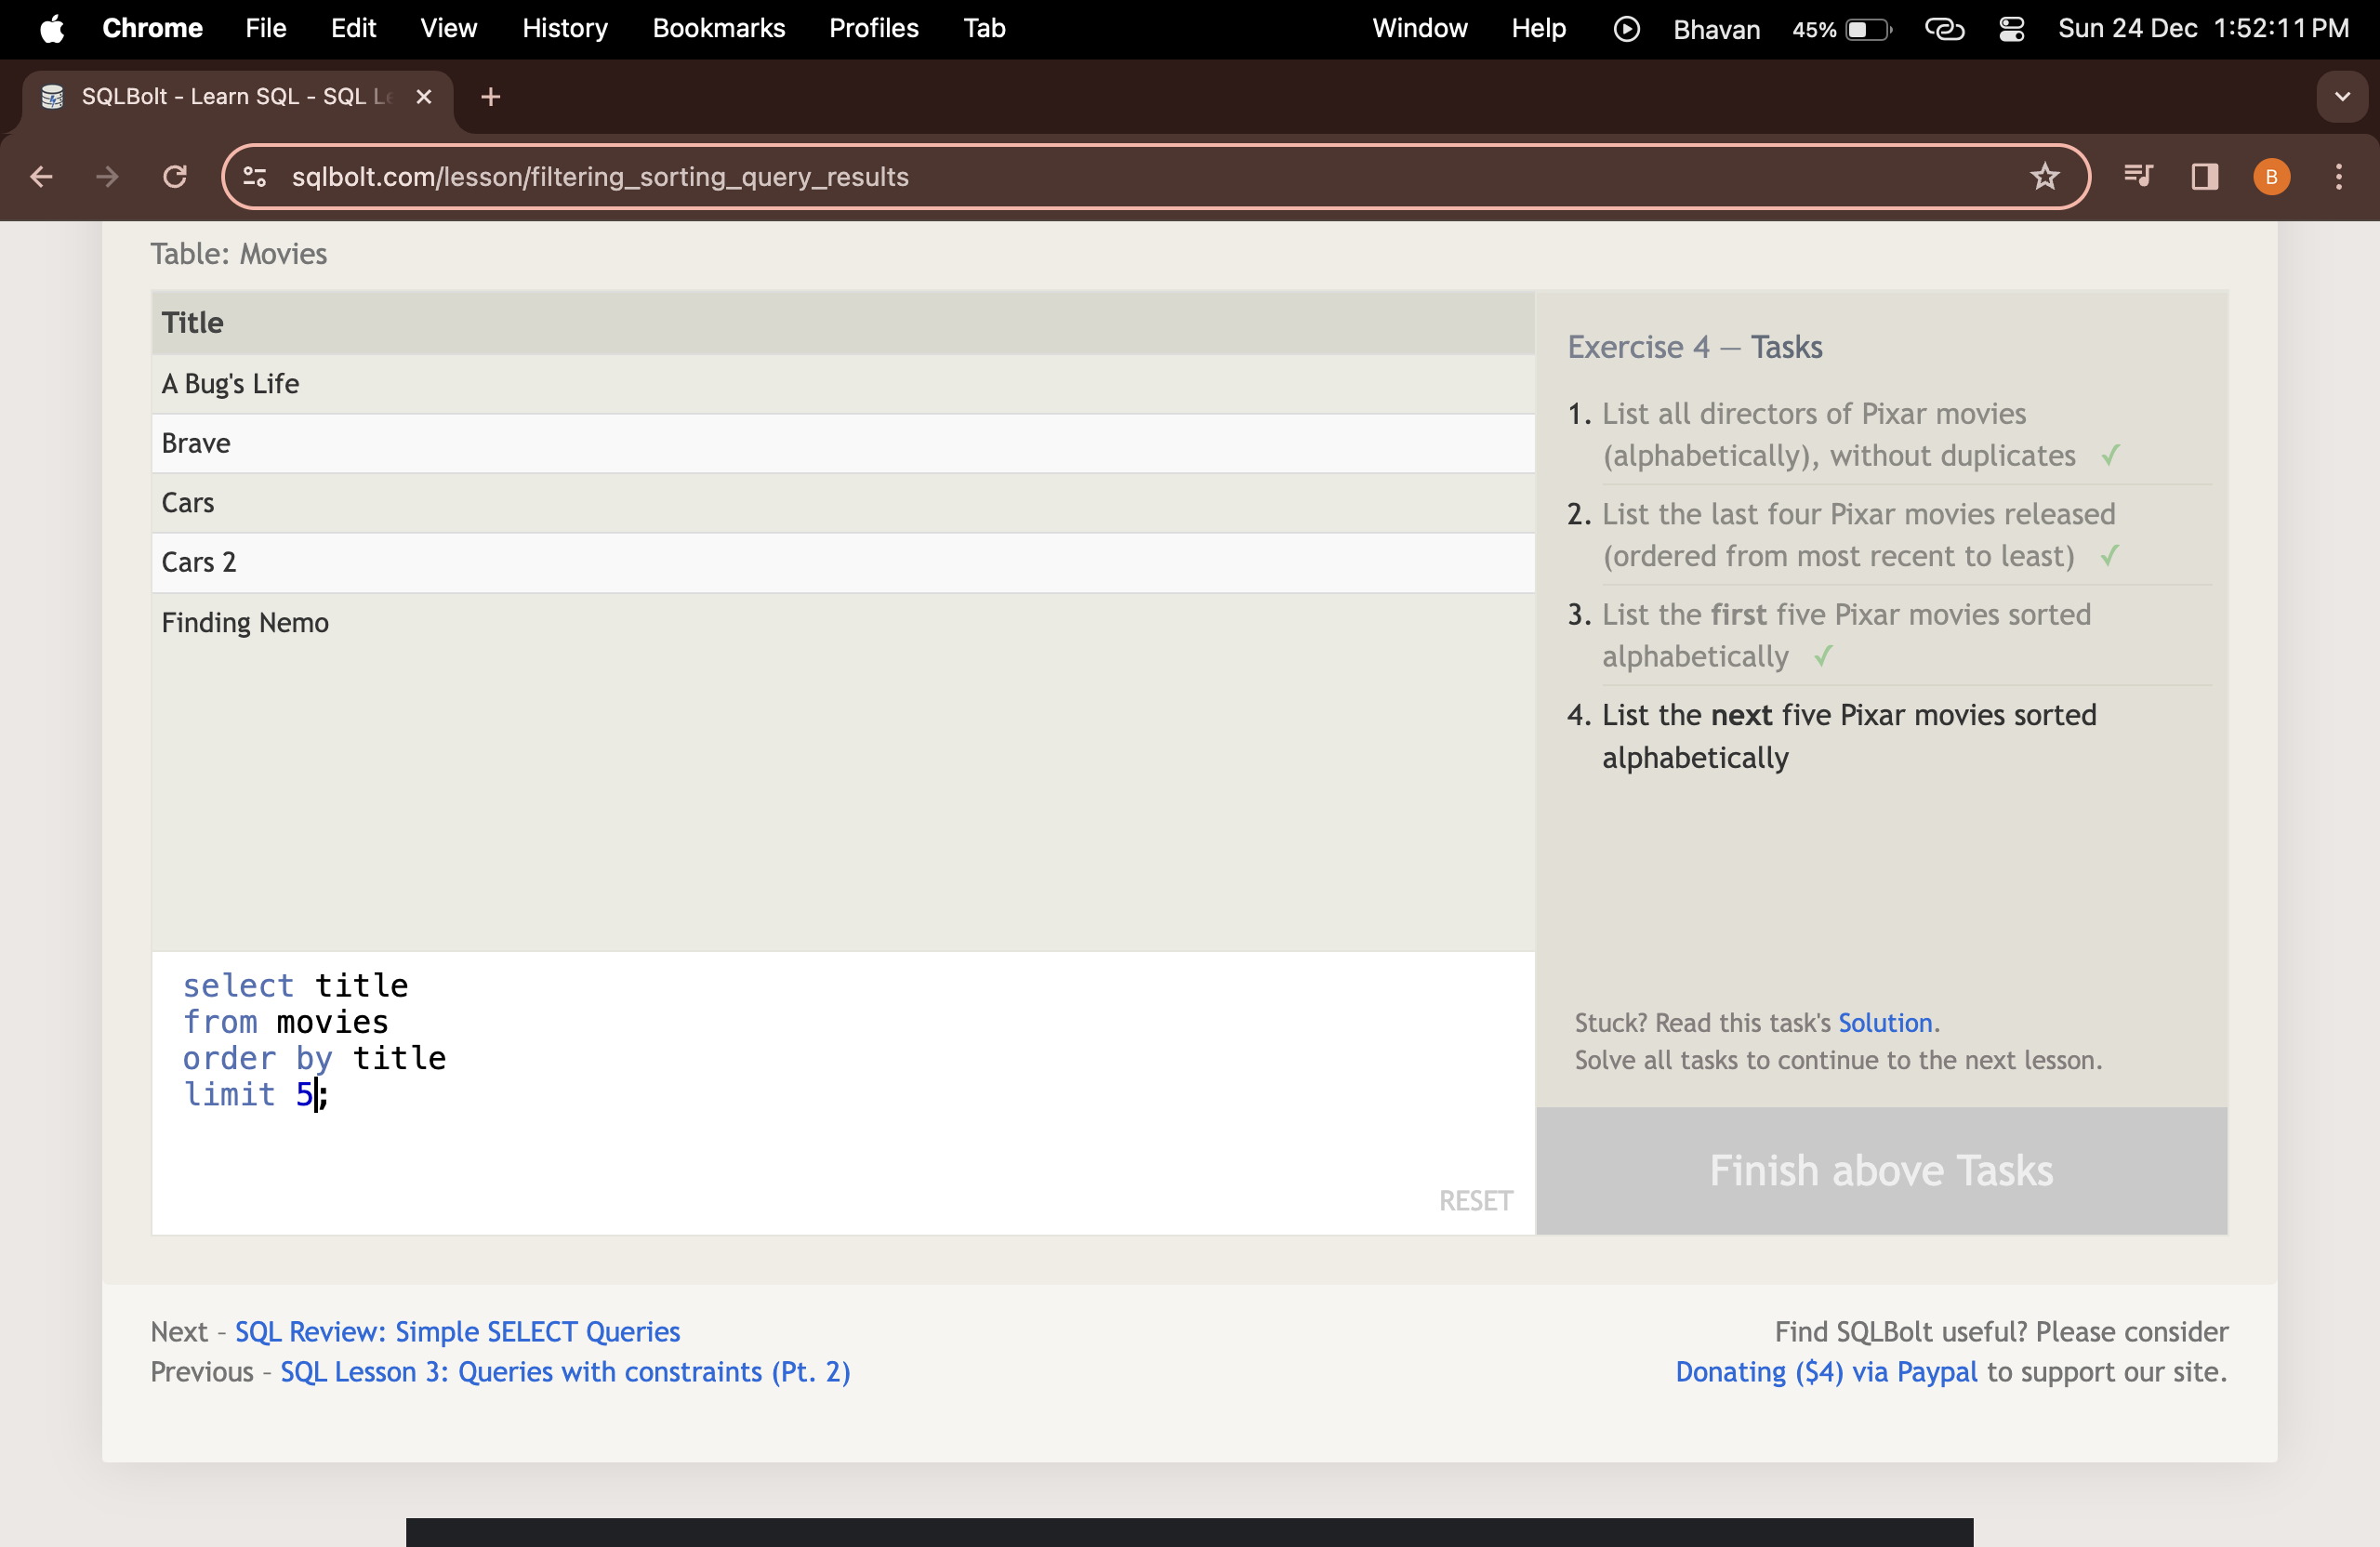 Chrome File Edit View History Bookmarks Profiles Tab Window Help Bhavan 45% Sun 24 Dec 1:52:11 PM
SQLBolt - Learn SQL - SQL Le
sqlbolt.com/lesson/filtering_sorting_query_results
B
Table: Movies
Title
A Bug's Life
Brave
Cars
Cars 2
Finding Nemo
select title
from movies
order by title
limit 5;
RESET
Exercise 4 — Tasks
1. List all directors of Pixar movies
(alphabetically), without duplicates ✓
2. List the last four Pixar movies released
(ordered from most recent to least) ✓
3. List the first five Pixar movies sorted
alphabetically ✓
4. List the next five Pixar movies sorted
alphabetically
Stuck? Read this task's Solution.
Solve all tasks to continue to the next lesson.
Finish above Tasks
Next – SQL Review: Simple SELECT Queries
Previous – SQL Lesson 3: Queries with constraints (Pt. 2)
Find SQLBolt useful? Please consider
Donating ($4) via Paypal to support our site.